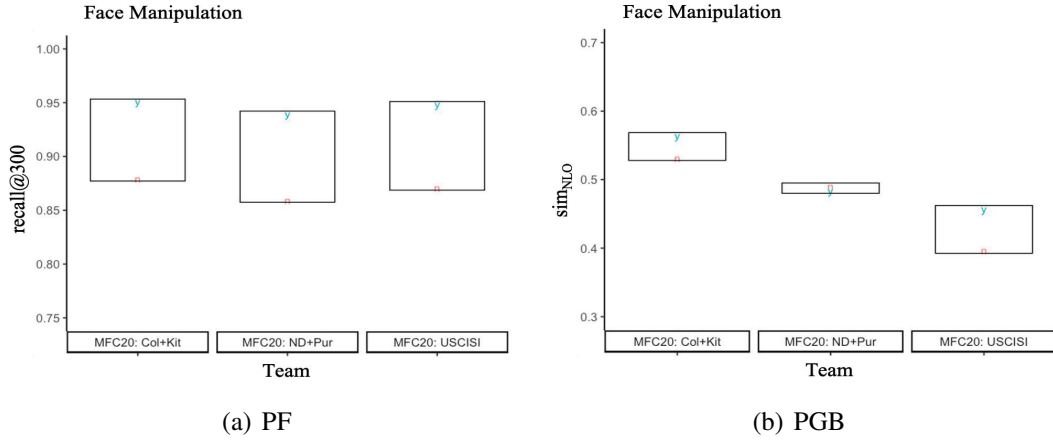 Face Manipulation
recall@300
1.00
0.95
0.90
0.85
0.80
0.75
y
n
y
n
y
n
MFC20: Col+Kit
MFC20: ND+Pur
MFC20: USCISI
Team
(a) PF
Face Manipulation
simNLO
0.7
0.6
0.5
0.4
0.3
y
n
n
y
y
n
MFC20: Col+Kit
MFC20: ND+Pur
MFC20: USCISI
Team
(b) PGB